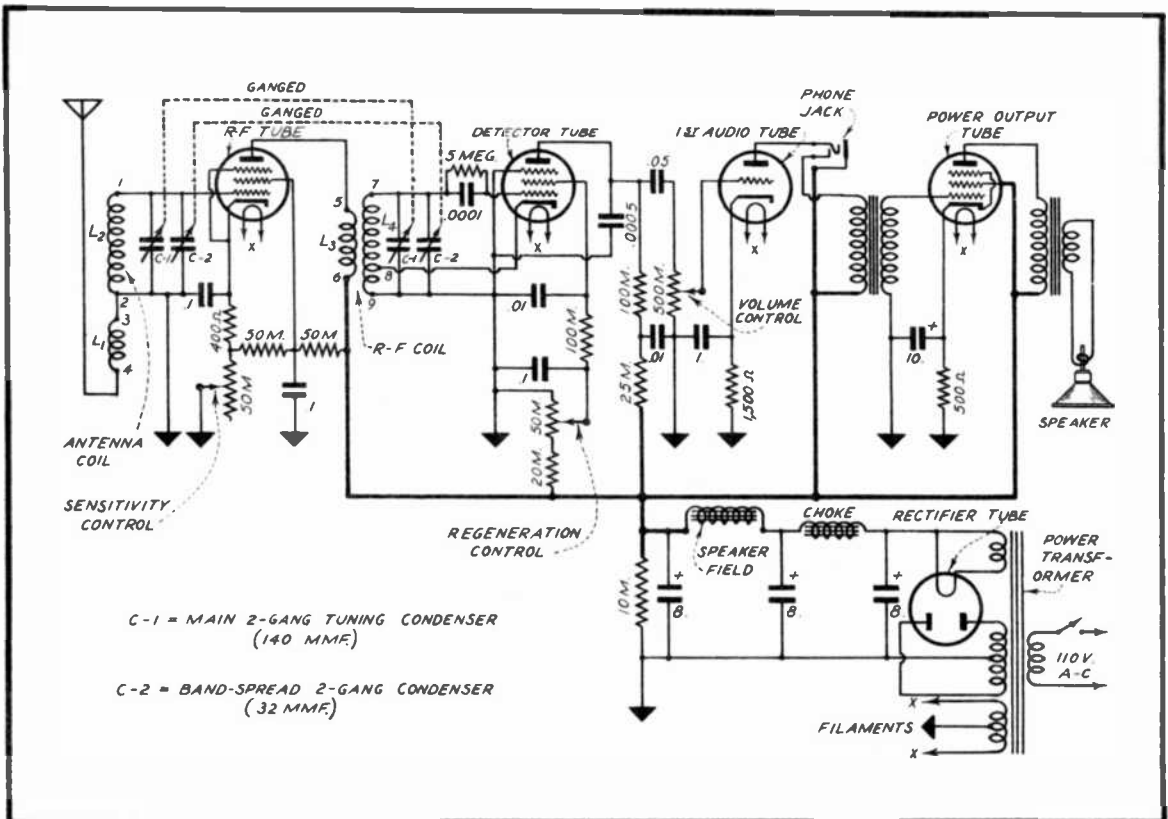 GANGED
GANGED
R-F TUBE
DETECTOR TUBE
5 MEG.
.0001
.05
.0005
1ST AUDIO TUBE
PHONE
JACK
POWER OUTPUT
TUBE
1
L2
C-1
C-2
2
3
L1
4
.1
400Ω
50M.
50M
50M
.1
X
5
L3
6
7
L4
8
9
C-1
C-2
X
.01
.1
100M.
50M
20M.
100M.
500M.
.01
.1
25M.
VOLUME
CONTROL
X
1,500 Ω
10.
+
500 Ω
X
SPEAKER
ANTENNA
COIL
SENSITIVITY
CONTROL
R-F COIL
REGENERATION
CONTROL
SPEAKER
FIELD
CHOKE
RECTIFIER TUBE
POWER
TRANSF-
ORMER
10M.
+
8.
+
8.
+
8.
110V.
A-C
X
FILAMENTS
X
C-1 = MAIN 2-GANG TUNING CONDENSER
(140 MMF.)
C-2 = BAND-SPREAD 2-GANG CONDENSER
(32 MMF.)